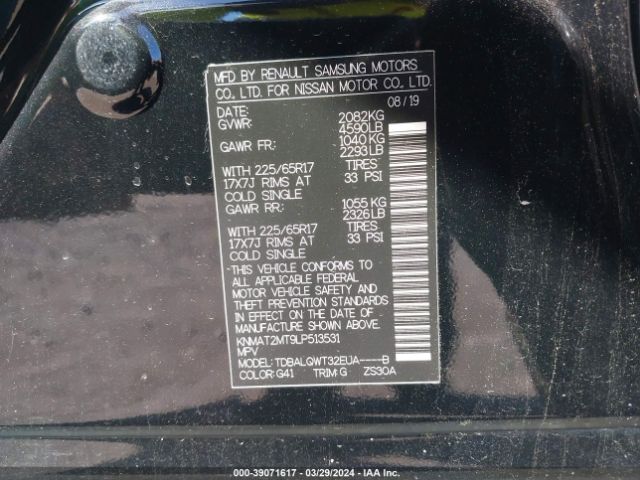 MFD BY RENAULT SAMSUNG MOTORS
CO., LTD. FOR NISSAN MOTOR CO., LTD.
DATE: 08/19
GVWR: 2082KG
4590LB
GAWR FR: 1040KG
2293LB
WITH 225/65R17 TIRES
17X7J RIMS AT 33 PSI
COLD SINGLE
GAWR RR: 1055 KG
2326LB
WITH 225/65R17 TIRES
17X7J RIMS AT 33 PSI
COLD SINGLE
THIS VEHICLE CONFORMS TO
ALL APPLICABLE FEDERAL
MOTOR VEHICLE SAFETY AND
THEFT PREVENTION STANDARDS
IN EFFECT ON THE DATE OF
MANUFACTURE SHOWN ABOVE.
KNMAT2MT9LP513531
MPV
MODEL: TDBALQWT32EUA----B
COLOR: G41 TRIM: G ZS30A
000-39071617 - 03/29/2024 - IAA Inc.